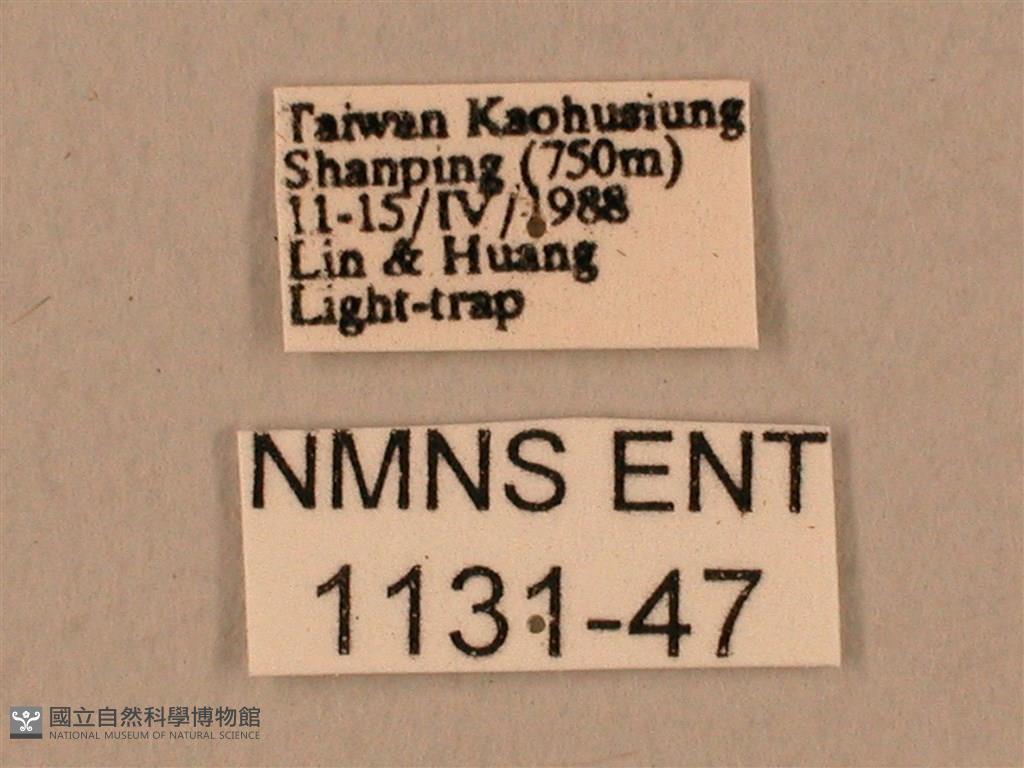 Taiwan Kaohusiung
Shanping (750m)
11-15/IV/1988
Lin & Huang
Light-trap
NMNS ENT
1131-47
國立自然科學博物館
NATIONAL MUSEUM OF NATURAL SCIENCE